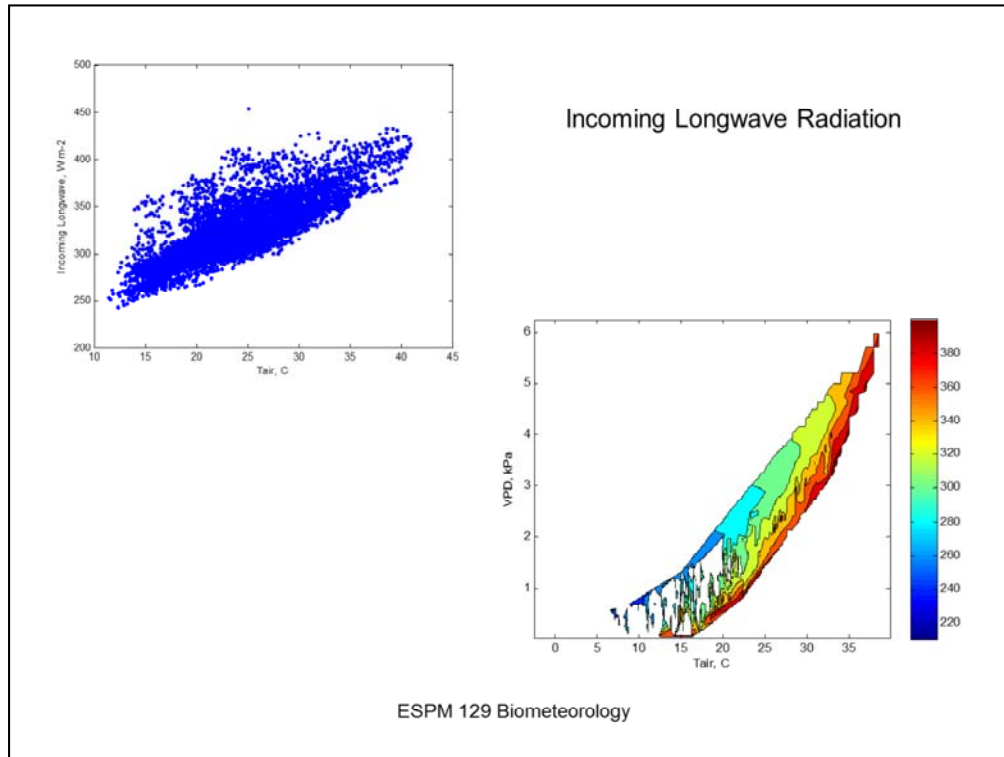 Incoming Longwave Radiation
500
450
400
350
300
250
200
10 15 20 25 30 35 40 45
Incoming Longwave, Wm-2
Tair, C
6
5
4
3
2
1
0 5 10 15 20 25 30 35
VPD, kPa
Tair, C
380
360
340
320
300
280
260
240
220
ESPM 129 Biometeorology